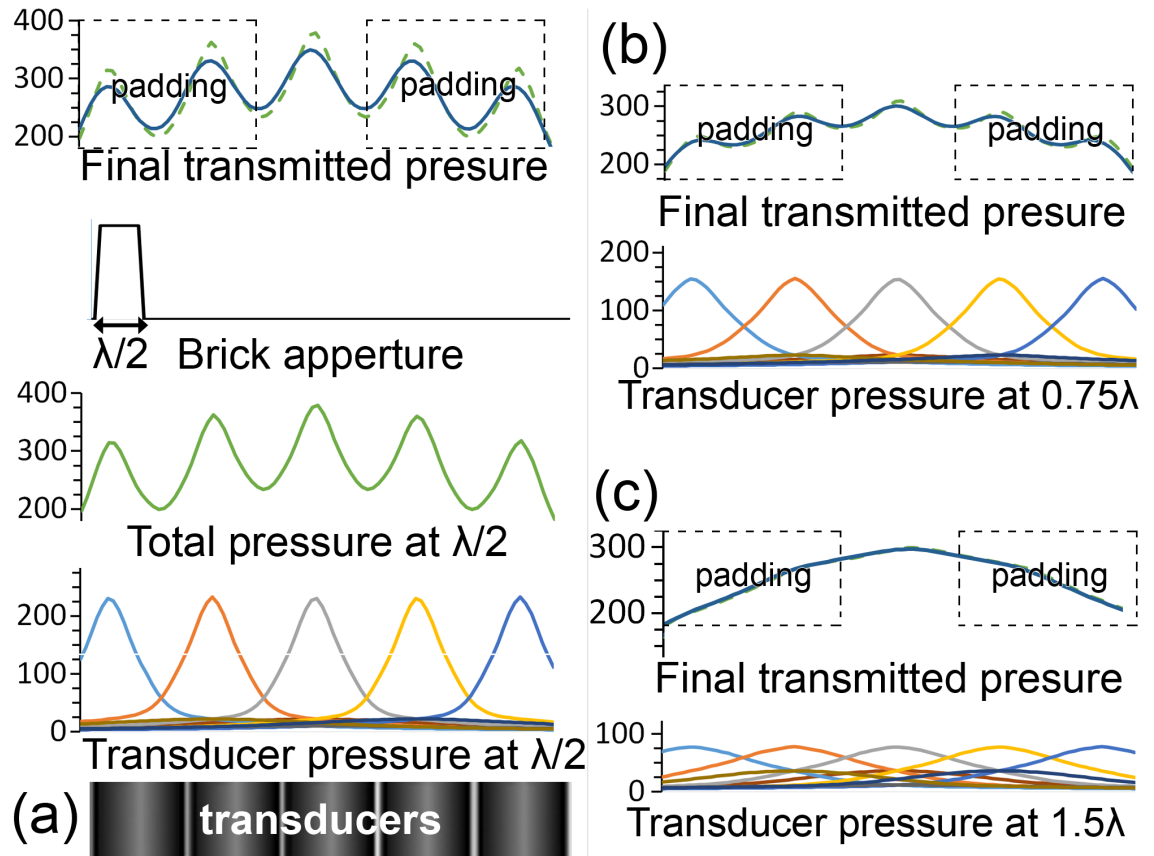 400
300
200
padding
padding
Final transmitted presure
λ/2
Brick apperture
400
300
200
Total pressure at λ/2
200
100
0
Transducer pressure at λ/2
(a)
transducers
(b)
300
200
padding
padding
Final transmitted presure
200
100
0
Transducer pressure at 0.75λ
(c)
300
200
padding
padding
Final transmitted presure
100
0
Transducer pressure at 1.5λ